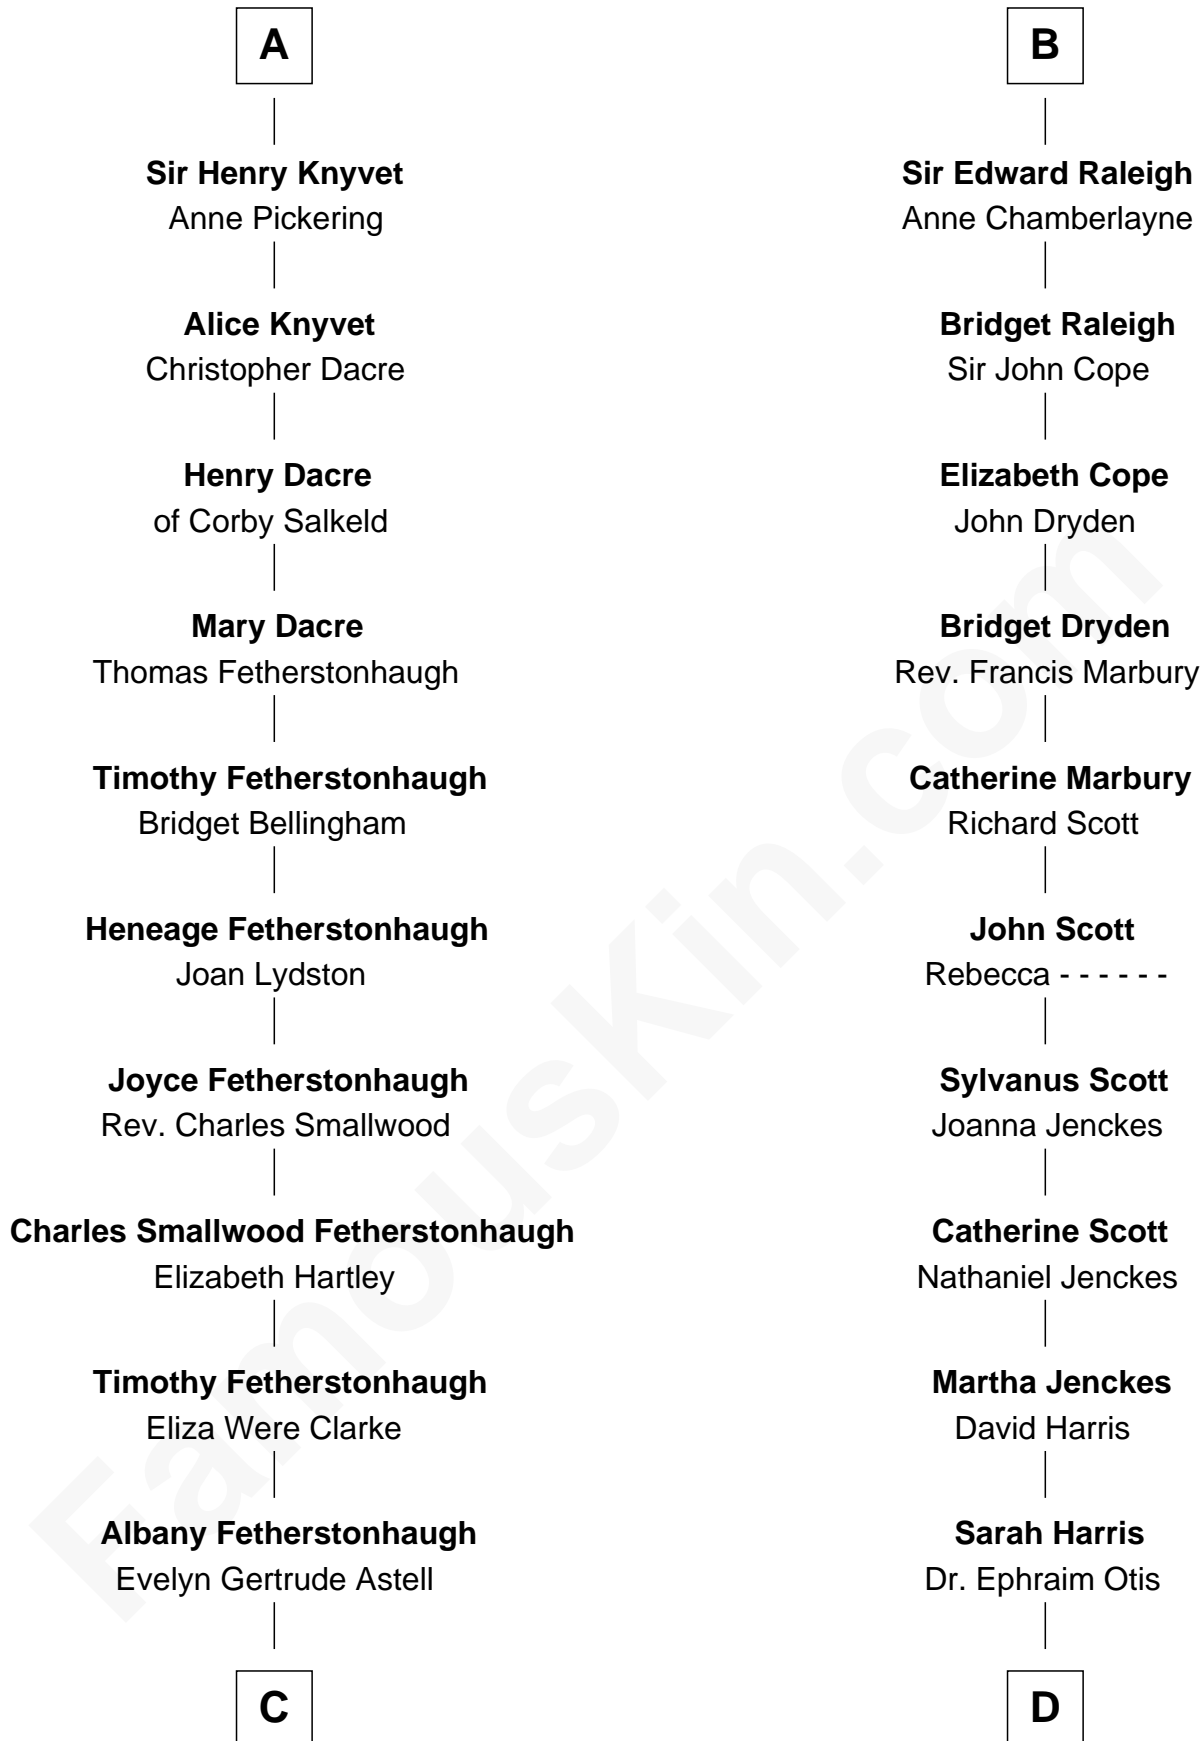 A
Sir Henry Knyvet
Anne Pickering
Alice Knyvet
Christopher Dacre
Henry Dacre
of Corby Salkeld
Mary Dacre
Thomas Fetherstonhaugh
Timothy Fetherstonhaugh
Bridget Bellingham
Heneage Fetherstonhaugh
Joan Lydston
Joyce Fetherstonhaugh
Rev. Charles Smallwood
Charles Smallwood Fetherstonhaugh
Elizabeth Hartley
Timothy Fetherstonhaugh
Eliza Were Clarke
Albany Fetherstonhaugh
Evelyn Gertrude Astell
C
B
Sir Edward Raleigh
Anne Chamberlayne
Bridget Raleigh
Sir John Cope
Elizabeth Cope
John Dryden
Bridget Dryden
Rev. Francis Marbury
Catherine Marbury
Richard Scott
John Scott
Rebecca - - - - - -
Sylvanus Scott
Joanna Jenckes
Catherine Scott
Nathaniel Jenckes
Martha Jenckes
David Harris
Sarah Harris
Dr. Ephraim Otis
D
FamousKin.com